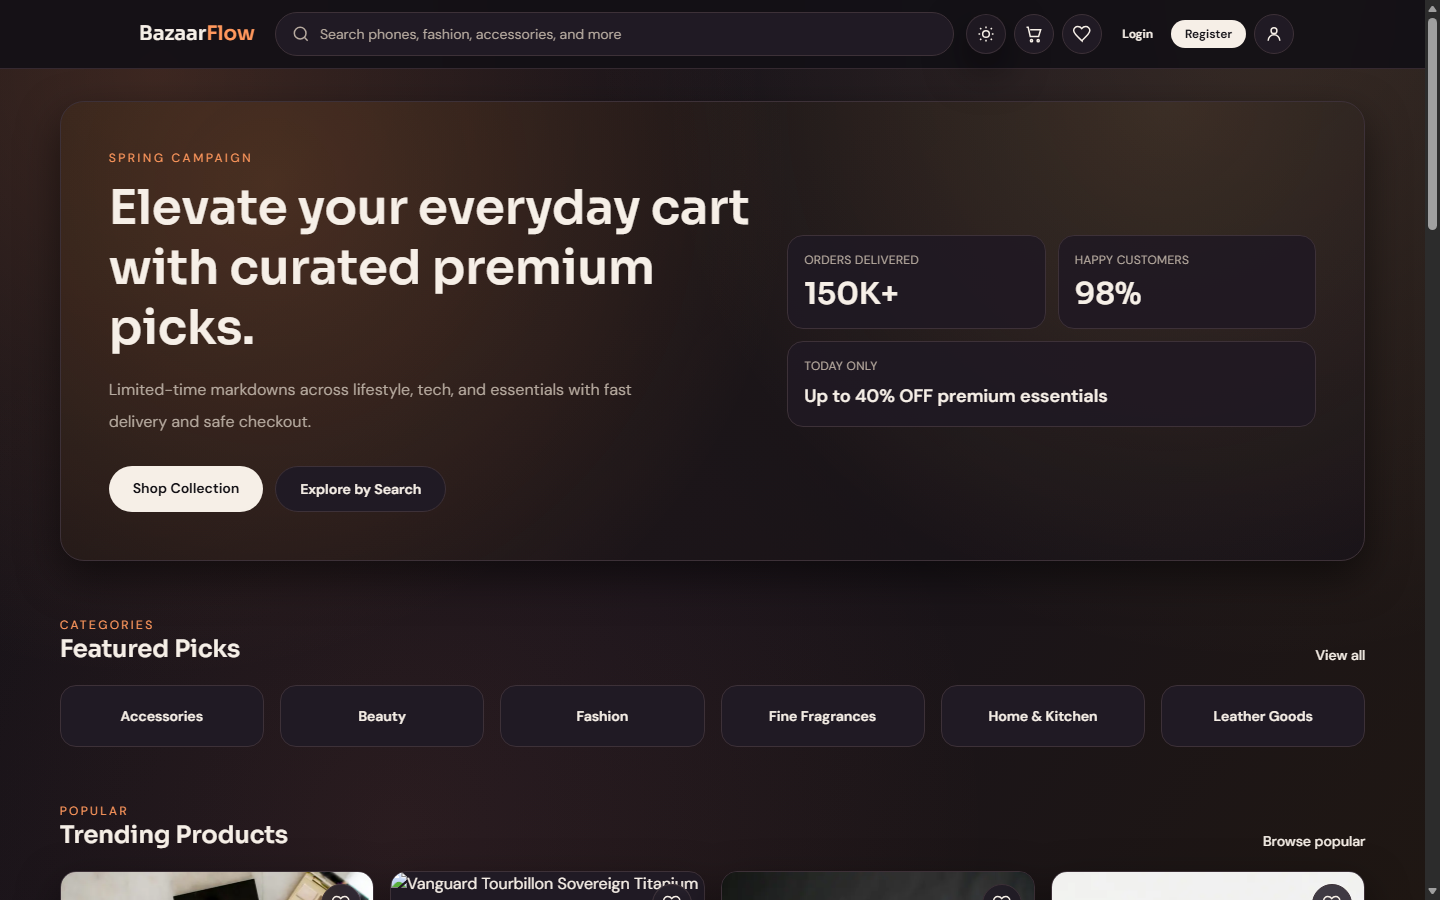 BazaarFlow
Search phones, fashion, accessories, and more
Login
Register
SPRING CAMPAIGN
Elevate your everyday cart
with curated premium
picks.
Limited-time markdowns across lifestyle, tech, and essentials with fast
delivery and safe checkout.
Shop Collection
Explore by Search
ORDERS DELIVERED
150K+
HAPPY CUSTOMERS
98%
TODAY ONLY
Up to 40% OFF premium essentials
CATEGORIES
Featured Picks
View all
Accessories
Beauty
Fashion
Fine Fragrances
Home & Kitchen
Leather Goods
POPULAR
Trending Products
Browse popular
Vanguard Tourbillon Sovereign Titanium